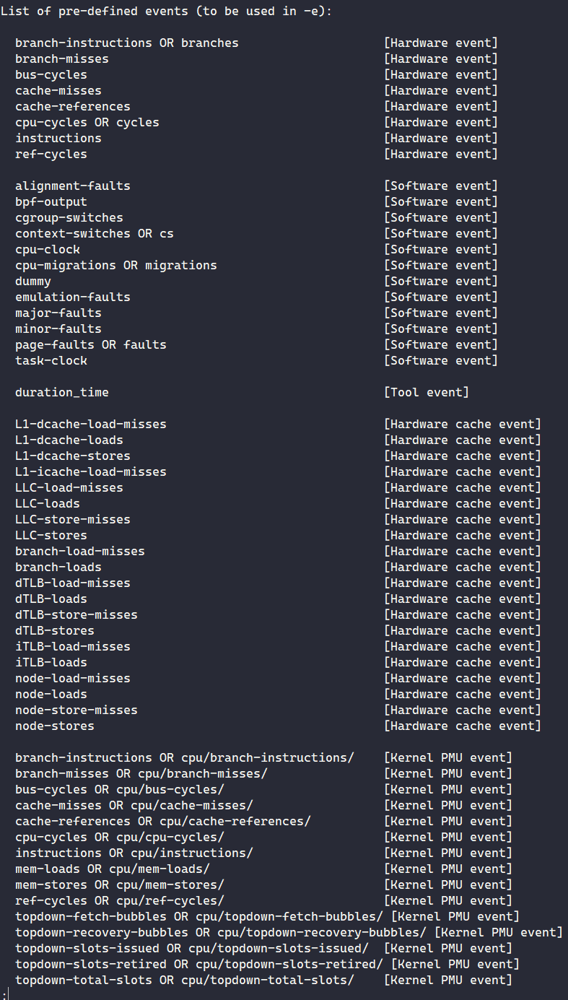 List of pre-defined events (to be used in -e):

  branch-instructions OR branches                    [Hardware event]
  branch-misses                                      [Hardware event]
  bus-cycles                                         [Hardware event]
  cache-misses                                       [Hardware event]
  cache-references                                   [Hardware event]
  cpu-cycles OR cycles                               [Hardware event]
  instructions                                       [Hardware event]
  ref-cycles                                         [Hardware event]

  alignment-faults                                   [Software event]
  bpf-output                                         [Software event]
  cgroup-switches                                    [Software event]
  context-switches OR cs                             [Software event]
  cpu-clock                                          [Software event]
  cpu-migrations OR migrations                       [Software event]
  dummy                                              [Software event]
  emulation-faults                                   [Software event]
  major-faults                                       [Software event]
  minor-faults                                       [Software event]
  page-faults OR faults                              [Software event]
  task-clock                                         [Software event]

  duration_time                                      [Tool event]

  L1-dcache-load-misses                              [Hardware cache event]
  L1-dcache-loads                                    [Hardware cache event]
  L1-dcache-stores                                   [Hardware cache event]
  L1-icache-load-misses                              [Hardware cache event]
  LLC-load-misses                                    [Hardware cache event]
  LLC-loads                                          [Hardware cache event]
  LLC-store-misses                                   [Hardware cache event]
  LLC-stores                                         [Hardware cache event]
  branch-load-misses                                 [Hardware cache event]
  branch-loads                                       [Hardware cache event]
  dTLB-load-misses                                   [Hardware cache event]
  dTLB-loads                                         [Hardware cache event]
  dTLB-store-misses                                  [Hardware cache event]
  dTLB-stores                                        [Hardware cache event]
  iTLB-load-misses                                   [Hardware cache event]
  iTLB-loads                                         [Hardware cache event]
  node-load-misses                                   [Hardware cache event]
  node-loads                                         [Hardware cache event]
  node-store-misses                                  [Hardware cache event]
  node-stores                                        [Hardware cache event]

  branch-instructions OR cpu/branch-instructions/    [Kernel PMU event]
  branch-misses OR cpu/branch-misses/                [Kernel PMU event]
  bus-cycles OR cpu/bus-cycles/                      [Kernel PMU event]
  cache-misses OR cpu/cache-misses/                  [Kernel PMU event]
  cache-references OR cpu/cache-references/          [Kernel PMU event]
  cpu-cycles OR cpu/cpu-cycles/                      [Kernel PMU event]
  instructions OR cpu/instructions/                  [Kernel PMU event]
  mem-loads OR cpu/mem-loads/                        [Kernel PMU event]
  mem-stores OR cpu/mem-stores/                      [Kernel PMU event]
  ref-cycles OR cpu/ref-cycles/                      [Kernel PMU event]
  topdown-fetch-bubbles OR cpu/topdown-fetch-bubbles/ [Kernel PMU event]
  topdown-recovery-bubbles OR cpu/topdown-recovery-bubbles/ [Kernel PMU event]
  topdown-slots-issued OR cpu/topdown-slots-issued/  [Kernel PMU event]
  topdown-slots-retired OR cpu/topdown-slots-retired/ [Kernel PMU event]
  topdown-total-slots OR cpu/topdown-total-slots/    [Kernel PMU event]
: